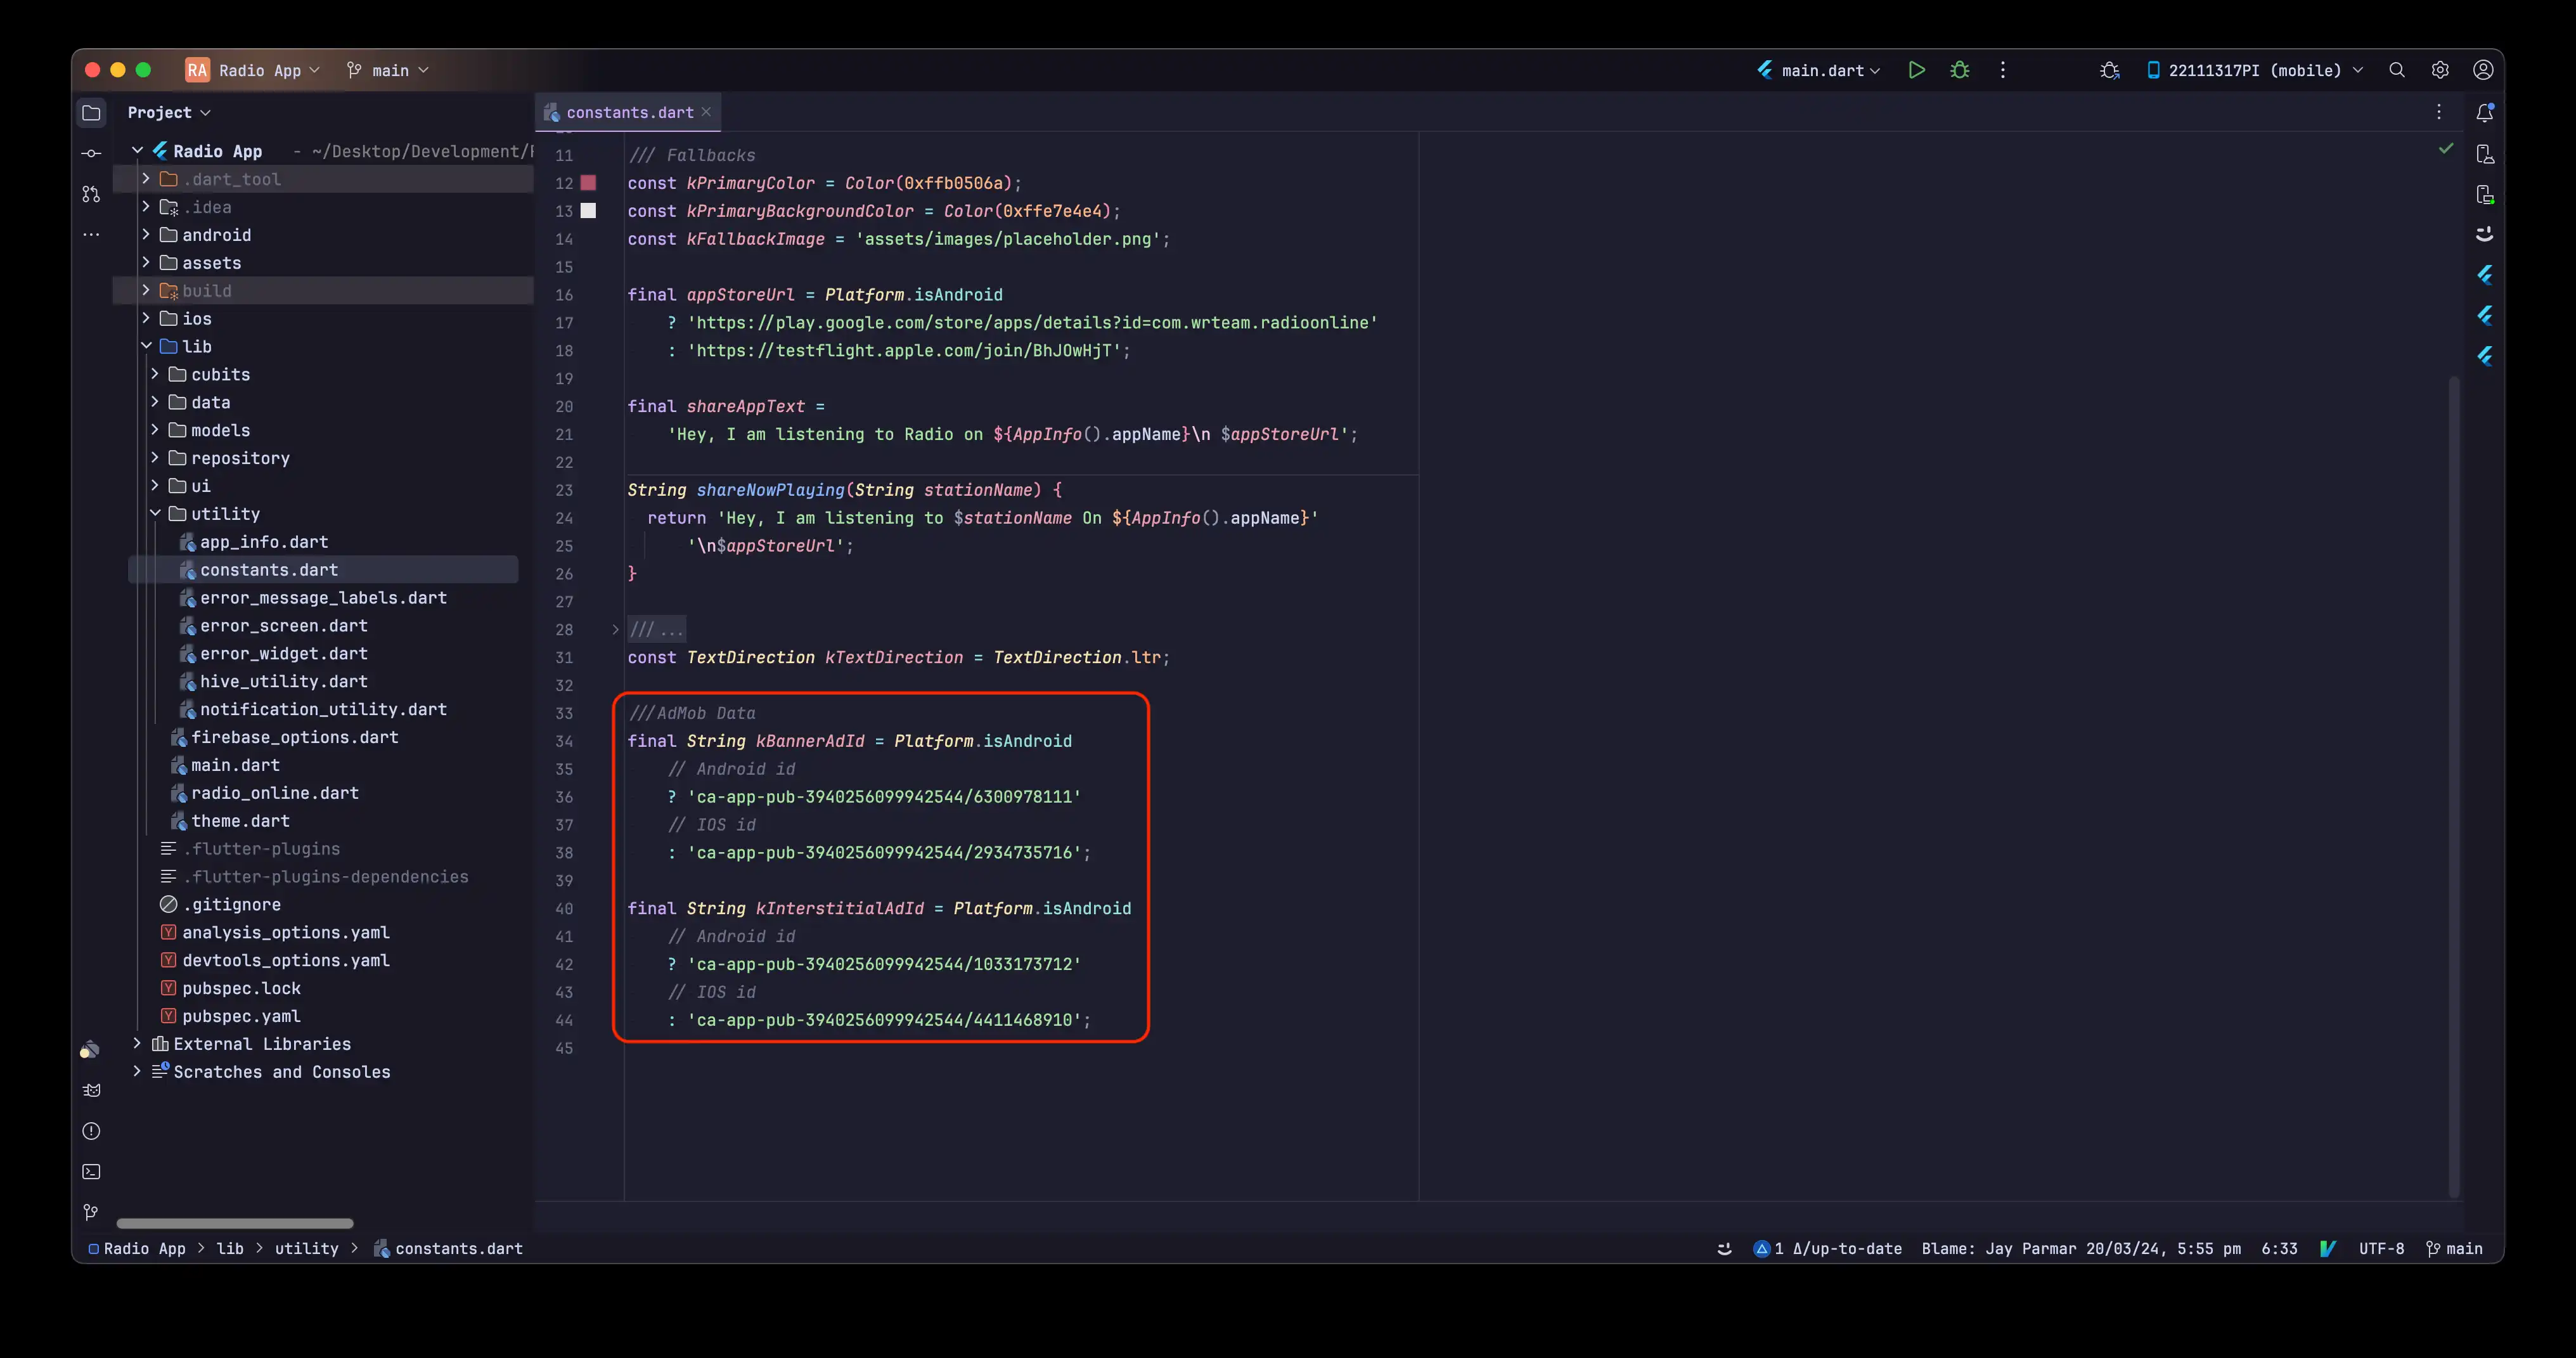 RA Radio App main main.dart 22111317PI (mobile)
Project
constants.dart
Radio App - ~/Desktop/Development/
.dart_tool
.idea
android
assets
build
ios
lib
cubits
data
models
repository
ui
utility
app_info.dart
constants.dart
error_message_labels.dart
error_screen.dart
error_widget.dart
hive_utility.dart
notification_utility.dart
firebase_options.dart
main.dart
radio_online.dart
theme.dart
.flutter-plugins
.flutter-plugins-dependencies
.gitignore
analysis_options.yaml
devtools_options.yaml
pubspec.lock
pubspec.yaml
External Libraries
Scratches and Consoles
11 /// Fallbacks
12 const kPrimaryColor = Color(0xffb0506a);
13 const kPrimaryBackgroundColor = Color(0xffe7e4e4);
14 const kFallbackImage = 'assets/images/placeholder.png';
15
16 final appStoreUrl = Platform.isAndroid
17 ? 'https://play.google.com/store/apps/details?id=com.wrteam.radioonline'
18 : 'https://testflight.apple.com/join/BhJOwHjT';
19
20 final shareAppText =
21 'Hey, I am listening to Radio on ${AppInfo().appName}\n $appStoreUrl';
22
23 String shareNowPlaying(String stationName) {
24 return 'Hey, I am listening to $stationName On ${AppInfo().appName}'
25 '\n$appStoreUrl';
26 }
27
28 /// ...
31 const TextDirection kTextDirection = TextDirection.ltr;
32
33 ///AdMob Data
34 final String kBannerAdId = Platform.isAndroid
35 // Android id
36 ? 'ca-app-pub-3940256099942544/6300978111'
37 // IOS id
38 : 'ca-app-pub-3940256099942544/2934735716';
39
40 final String kInterstitialAdId = Platform.isAndroid
41 // Android id
42 ? 'ca-app-pub-3940256099942544/1033173712'
43 // IOS id
44 : 'ca-app-pub-3940256099942544/4411468910';
45
Radio App > lib > utility > constants.dart 1 Δ/up-to-date Blame: Jay Parmar 20/03/24, 5:55 pm 6:33 UTF-8 main